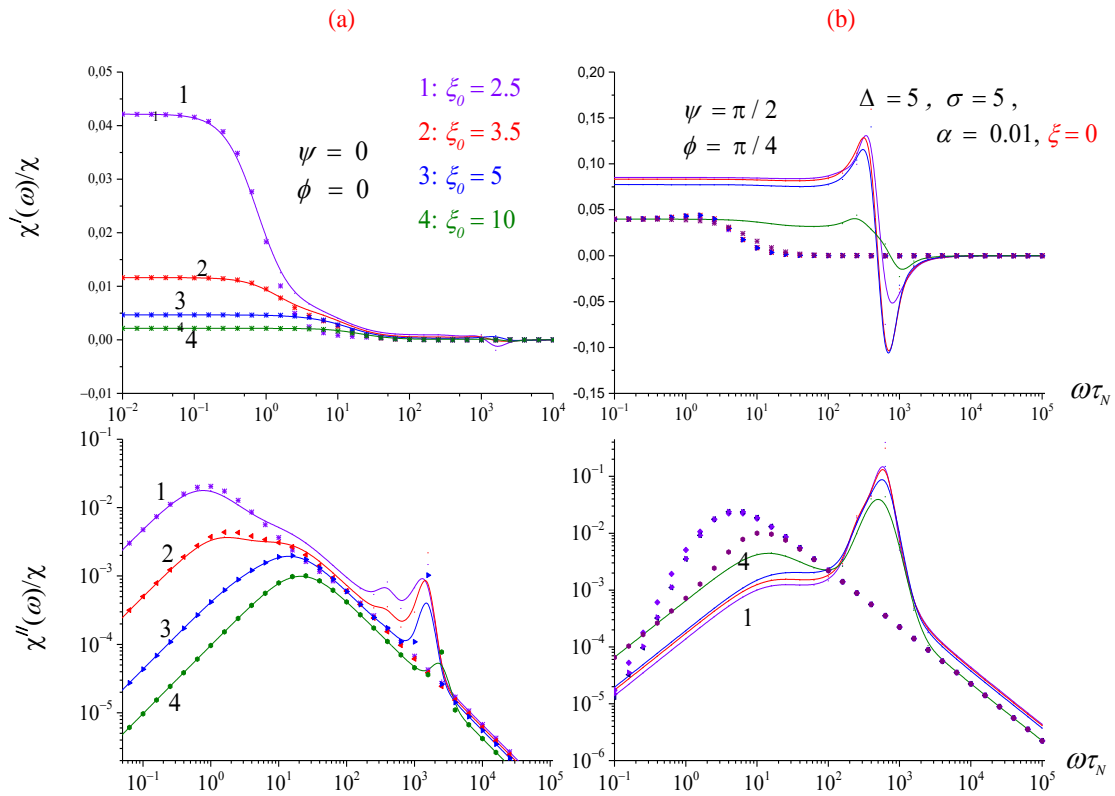 (a)
(b)
χ′(ω)/χ
0,05
0,04
0,03
0,02
0,01
0,00
−0,01
10⁻² 10⁻¹ 10⁰ 10¹ 10² 10³ 10⁴
1
2
3
4
ψ = 0
ϕ = 0
1: ξ₀ = 2.5
2: ξ₀ = 3.5
3: ξ₀ = 5
4: ξ₀ = 10
0,20
0,15
0,10
0,05
0,00
-0,05
-0,10
-0,15
10⁻¹ 10⁰ 10¹ 10² 10³ 10⁴ 10⁵
ψ = π / 2
ϕ = π / 4
Δ = 5 , σ = 5 ,
α = 0.01, ξ=0
ωτ_N
χ″(ω)/χ
10⁻¹
10⁻²
10⁻³
10⁻⁴
10⁻⁵
10⁻¹ 10⁰ 10¹ 10² 10³ 10⁴ 10⁵
1
2
3
4
10⁻¹
10⁻²
10⁻³
10⁻⁴
10⁻⁵
10⁻⁶
10⁻¹ 10⁰ 10¹ 10² 10³ 10⁴ 10⁵
4
1
ωτ_N